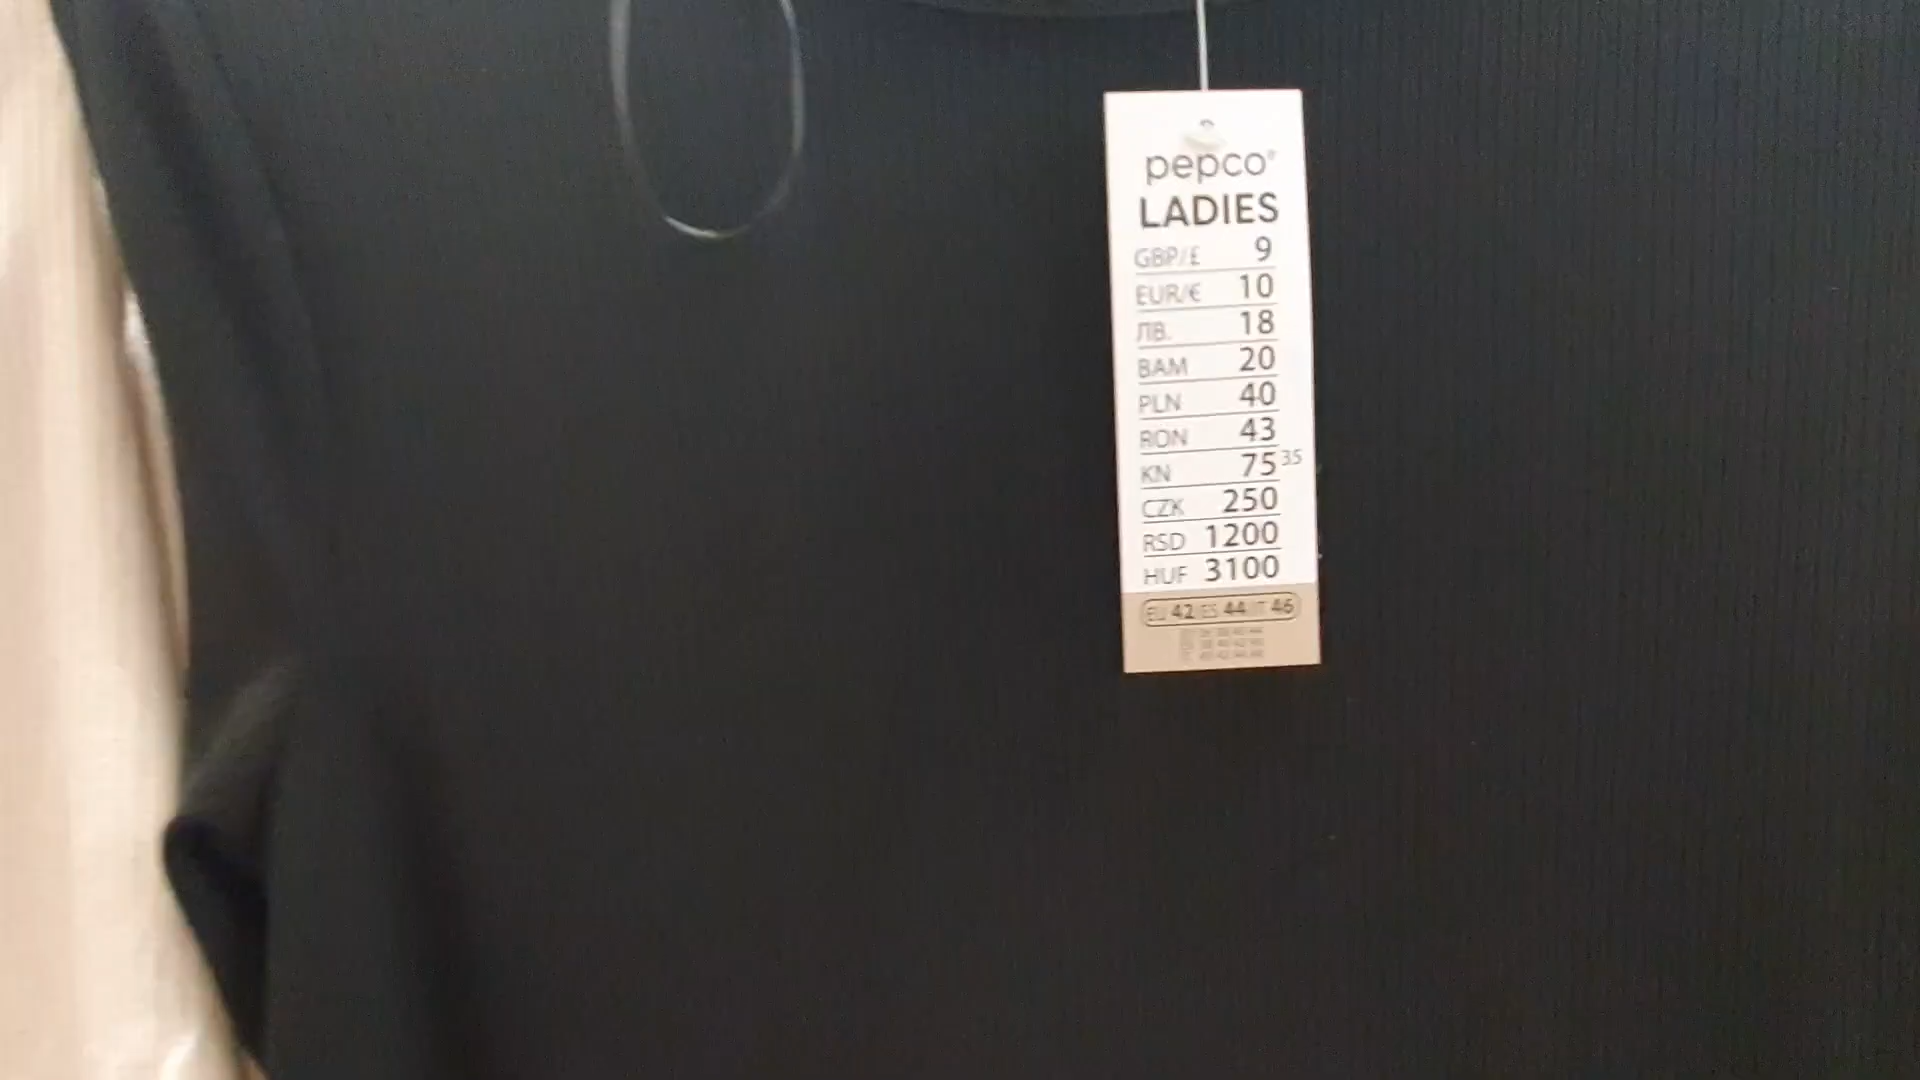 pepco®
LADIES
GBP/£ 9
EUR/€ 10
ЛВ. 18
BAM 20
PLN 40
RON 43
KN 75 35
CZK 250
RSD 1200
HUF 3100
EU 42 ES 44 IT 46